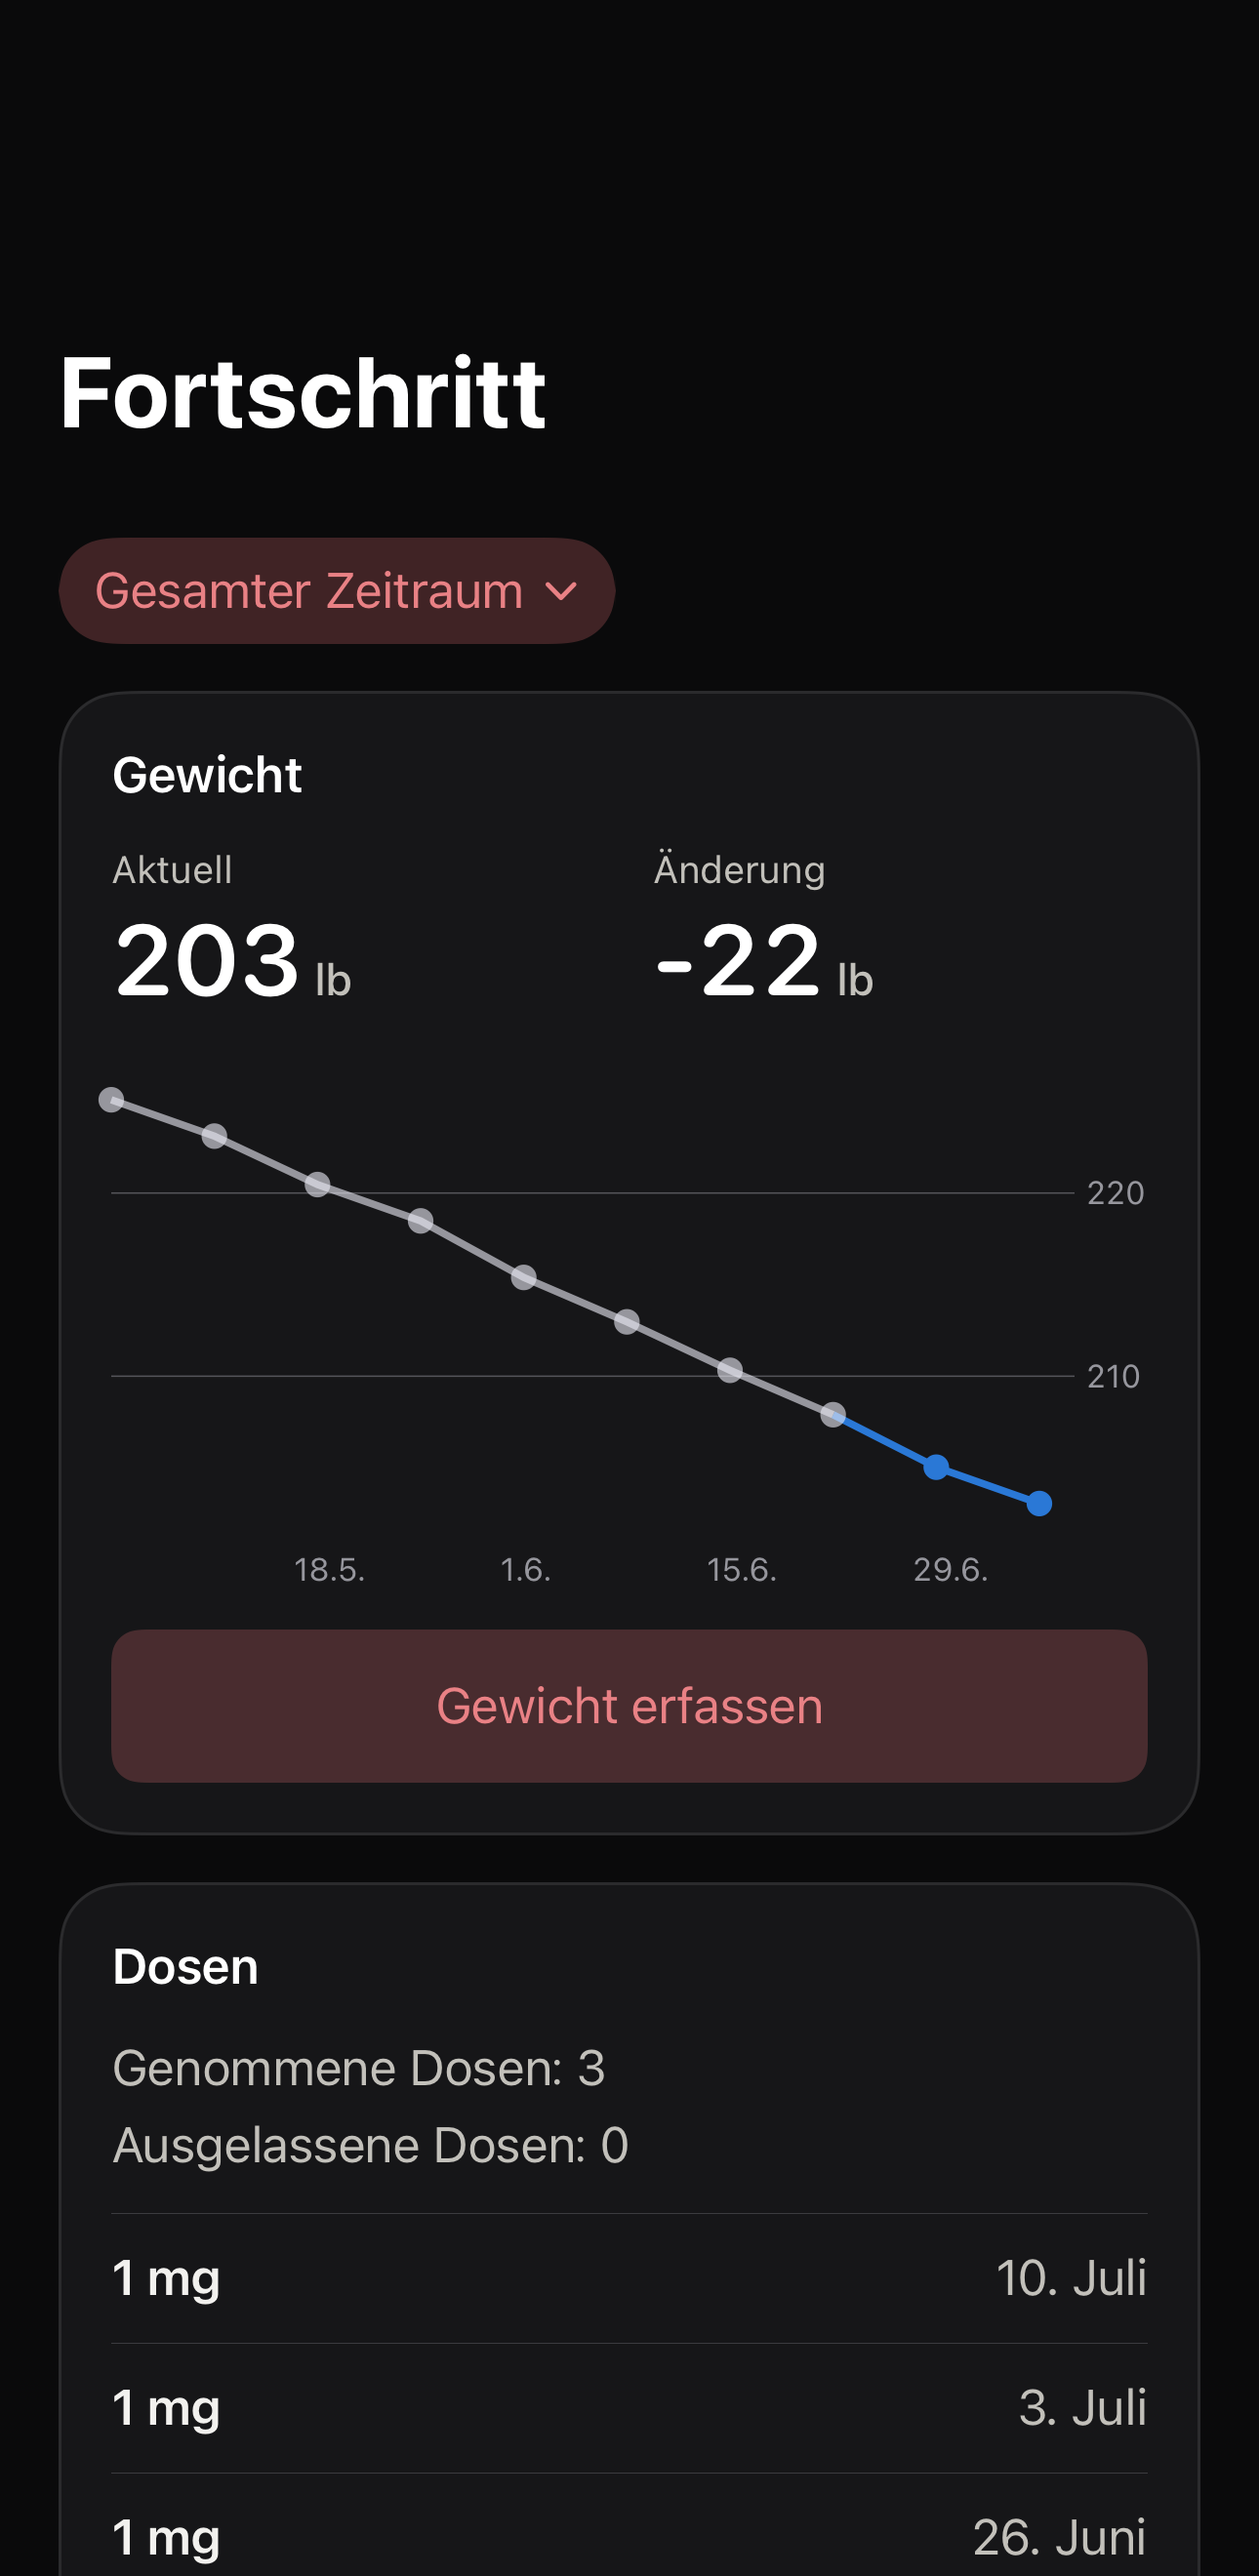 Fortschritt
Gesamter Zeitraum
Gewicht
Aktuell
Änderung
203 lb
-22 lb
220
210
18.5.
1.6.
15.6.
29.6.
Gewicht erfassen
Dosen
Genommene Dosen: 3
Ausgelassene Dosen: 0
1 mg
10. Juli
1 mg
3. Juli
1 mg
26. Juni